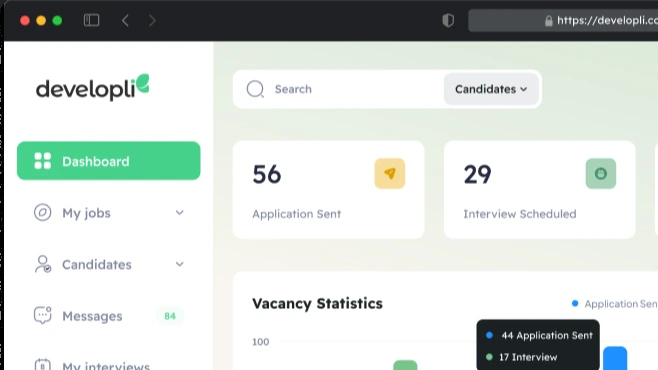 https://developli.co
developli
Search
Candidates
Dashboard
56
29
Application Sent
Interview Scheduled
My jobs
Candidates
Vacancy Statistics
Application Sen
Messages
84
100
44 Application Sent
17 Interview
My interviews